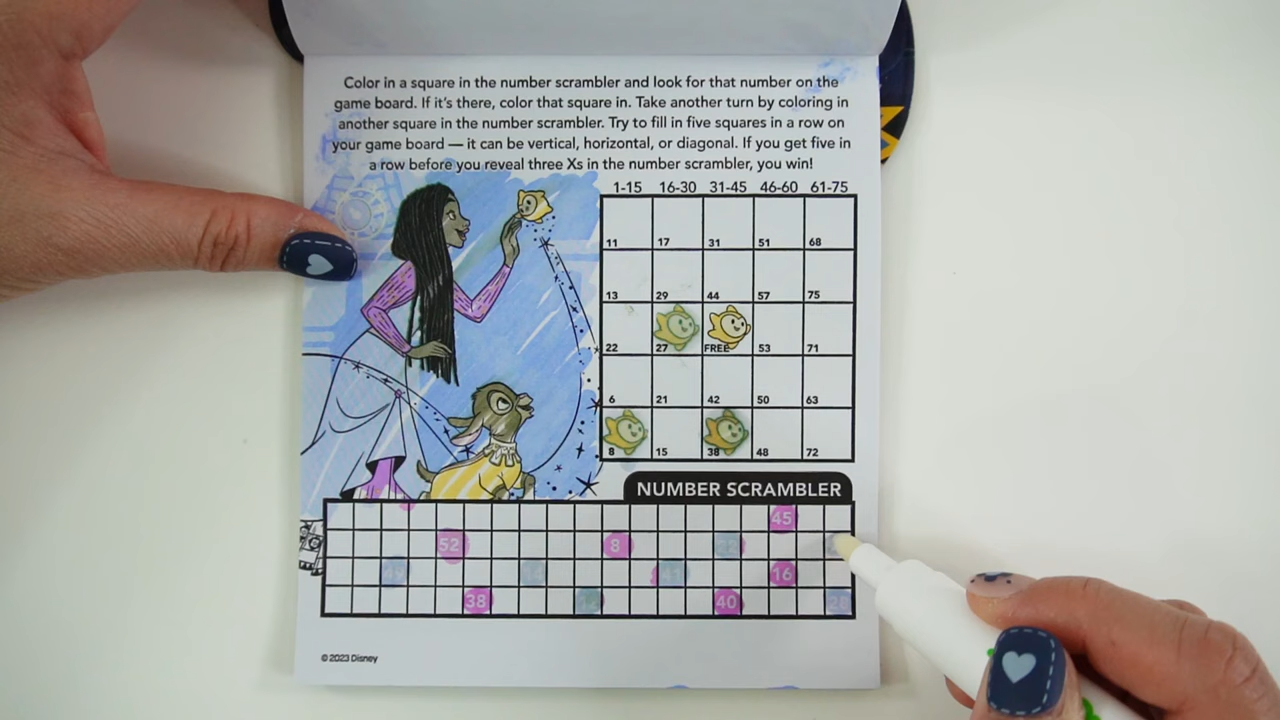 Color in a square in the number scrambler and look for that number on the
game board. If it's there, color that square in. Take another turn by coloring in
another square in the number scrambler. Try to fill in five squares in a row on
your game board — it can be vertical, horizontal, or diagonal. If you get five in
a row before you reveal three Xs in the number scrambler, you win!
1-15 16-30 31-45 46-60 61-75
11 17 31 51 68
13 29 44 57 75
22 27 FREE 53 71
6 21 42 50 63
8 15 38 48 72
NUMBER SCRAMBLER
45
52 8
16
38 40 28
© 2023 Disney